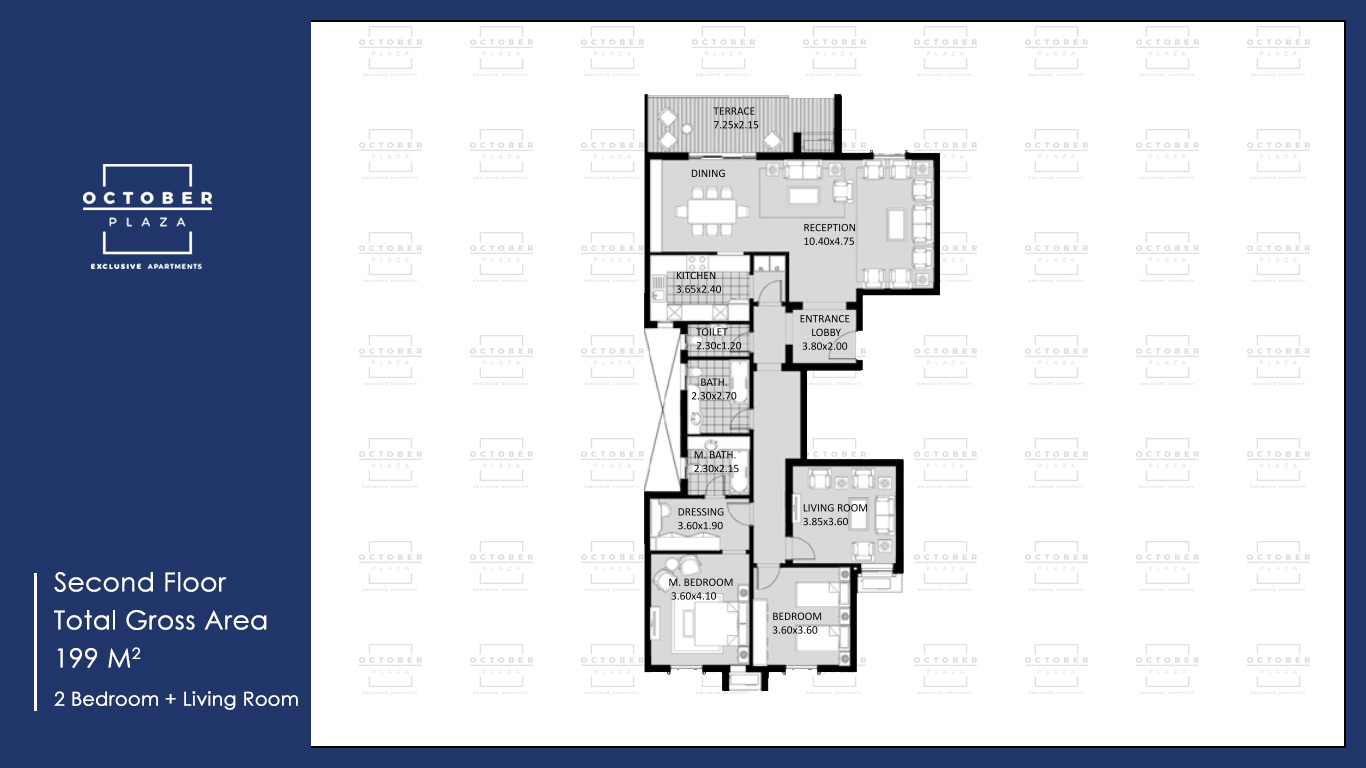 OCTOBER
PLAZA
EXCLUSIVE APARTMENTS
Second Floor
Total Gross Area
199 M²
2 Bedroom + Living Room
TERRACE
7.25x2.15
DINING
RECEPTION
10.40x4.75
KITCHEN
3.65x2.40
ENTRANCE
LOBBY
3.80x2.00
TOILET
2.30c1.20
BATH.
2.30x2.70
M. BATH.
2.30x2.15
DRESSING
3.60x1.90
LIVING ROOM
3.85x3.60
M. BEDROOM
3.60x4.10
BEDROOM
3.60x3.60